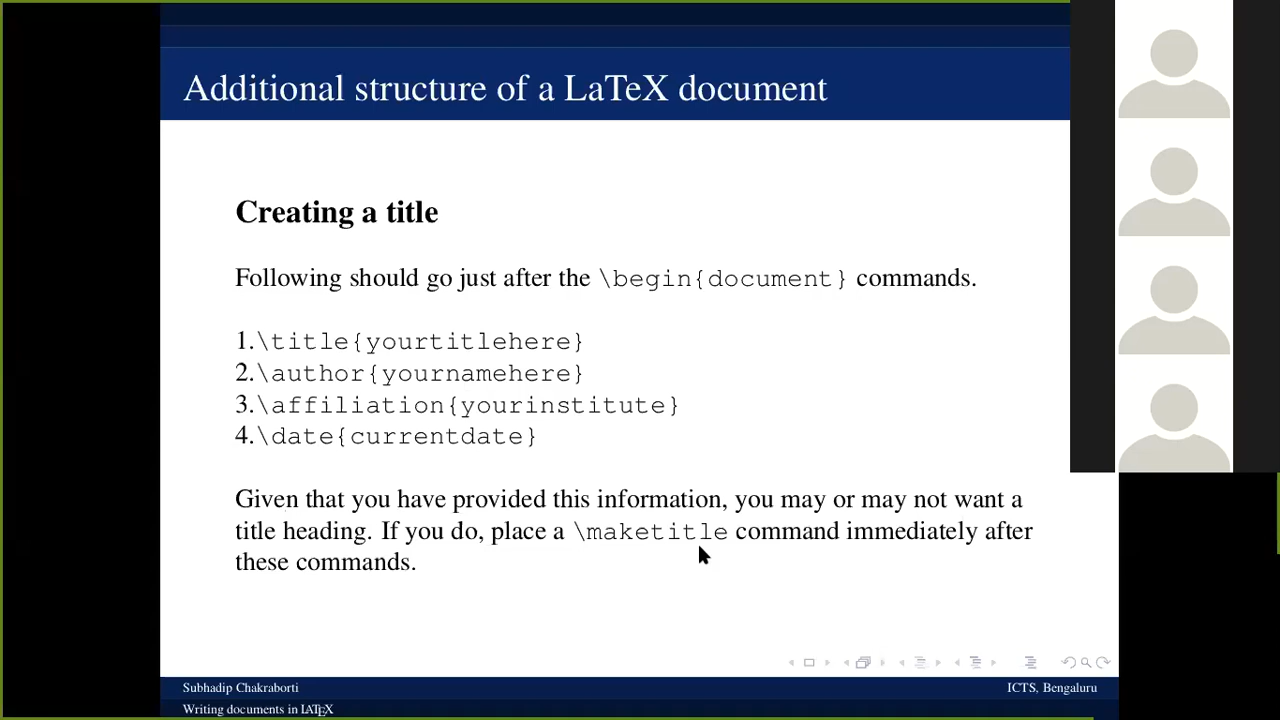 Additional structure of a LaTeX document
Creating a title
Following should go just after the \begin{document} commands.
1.\title{yourtitlehere}
2.\author{yournamehere}
3.\affiliation{yourinstitute}
4.\date{currentdate}
Given that you have provided this information, you may or may not want a
title heading. If you do, place a \maketitle command immediately after
these commands.
Subhadip Chakraborti
ICTS, Bengaluru
Writing documents in LATEX